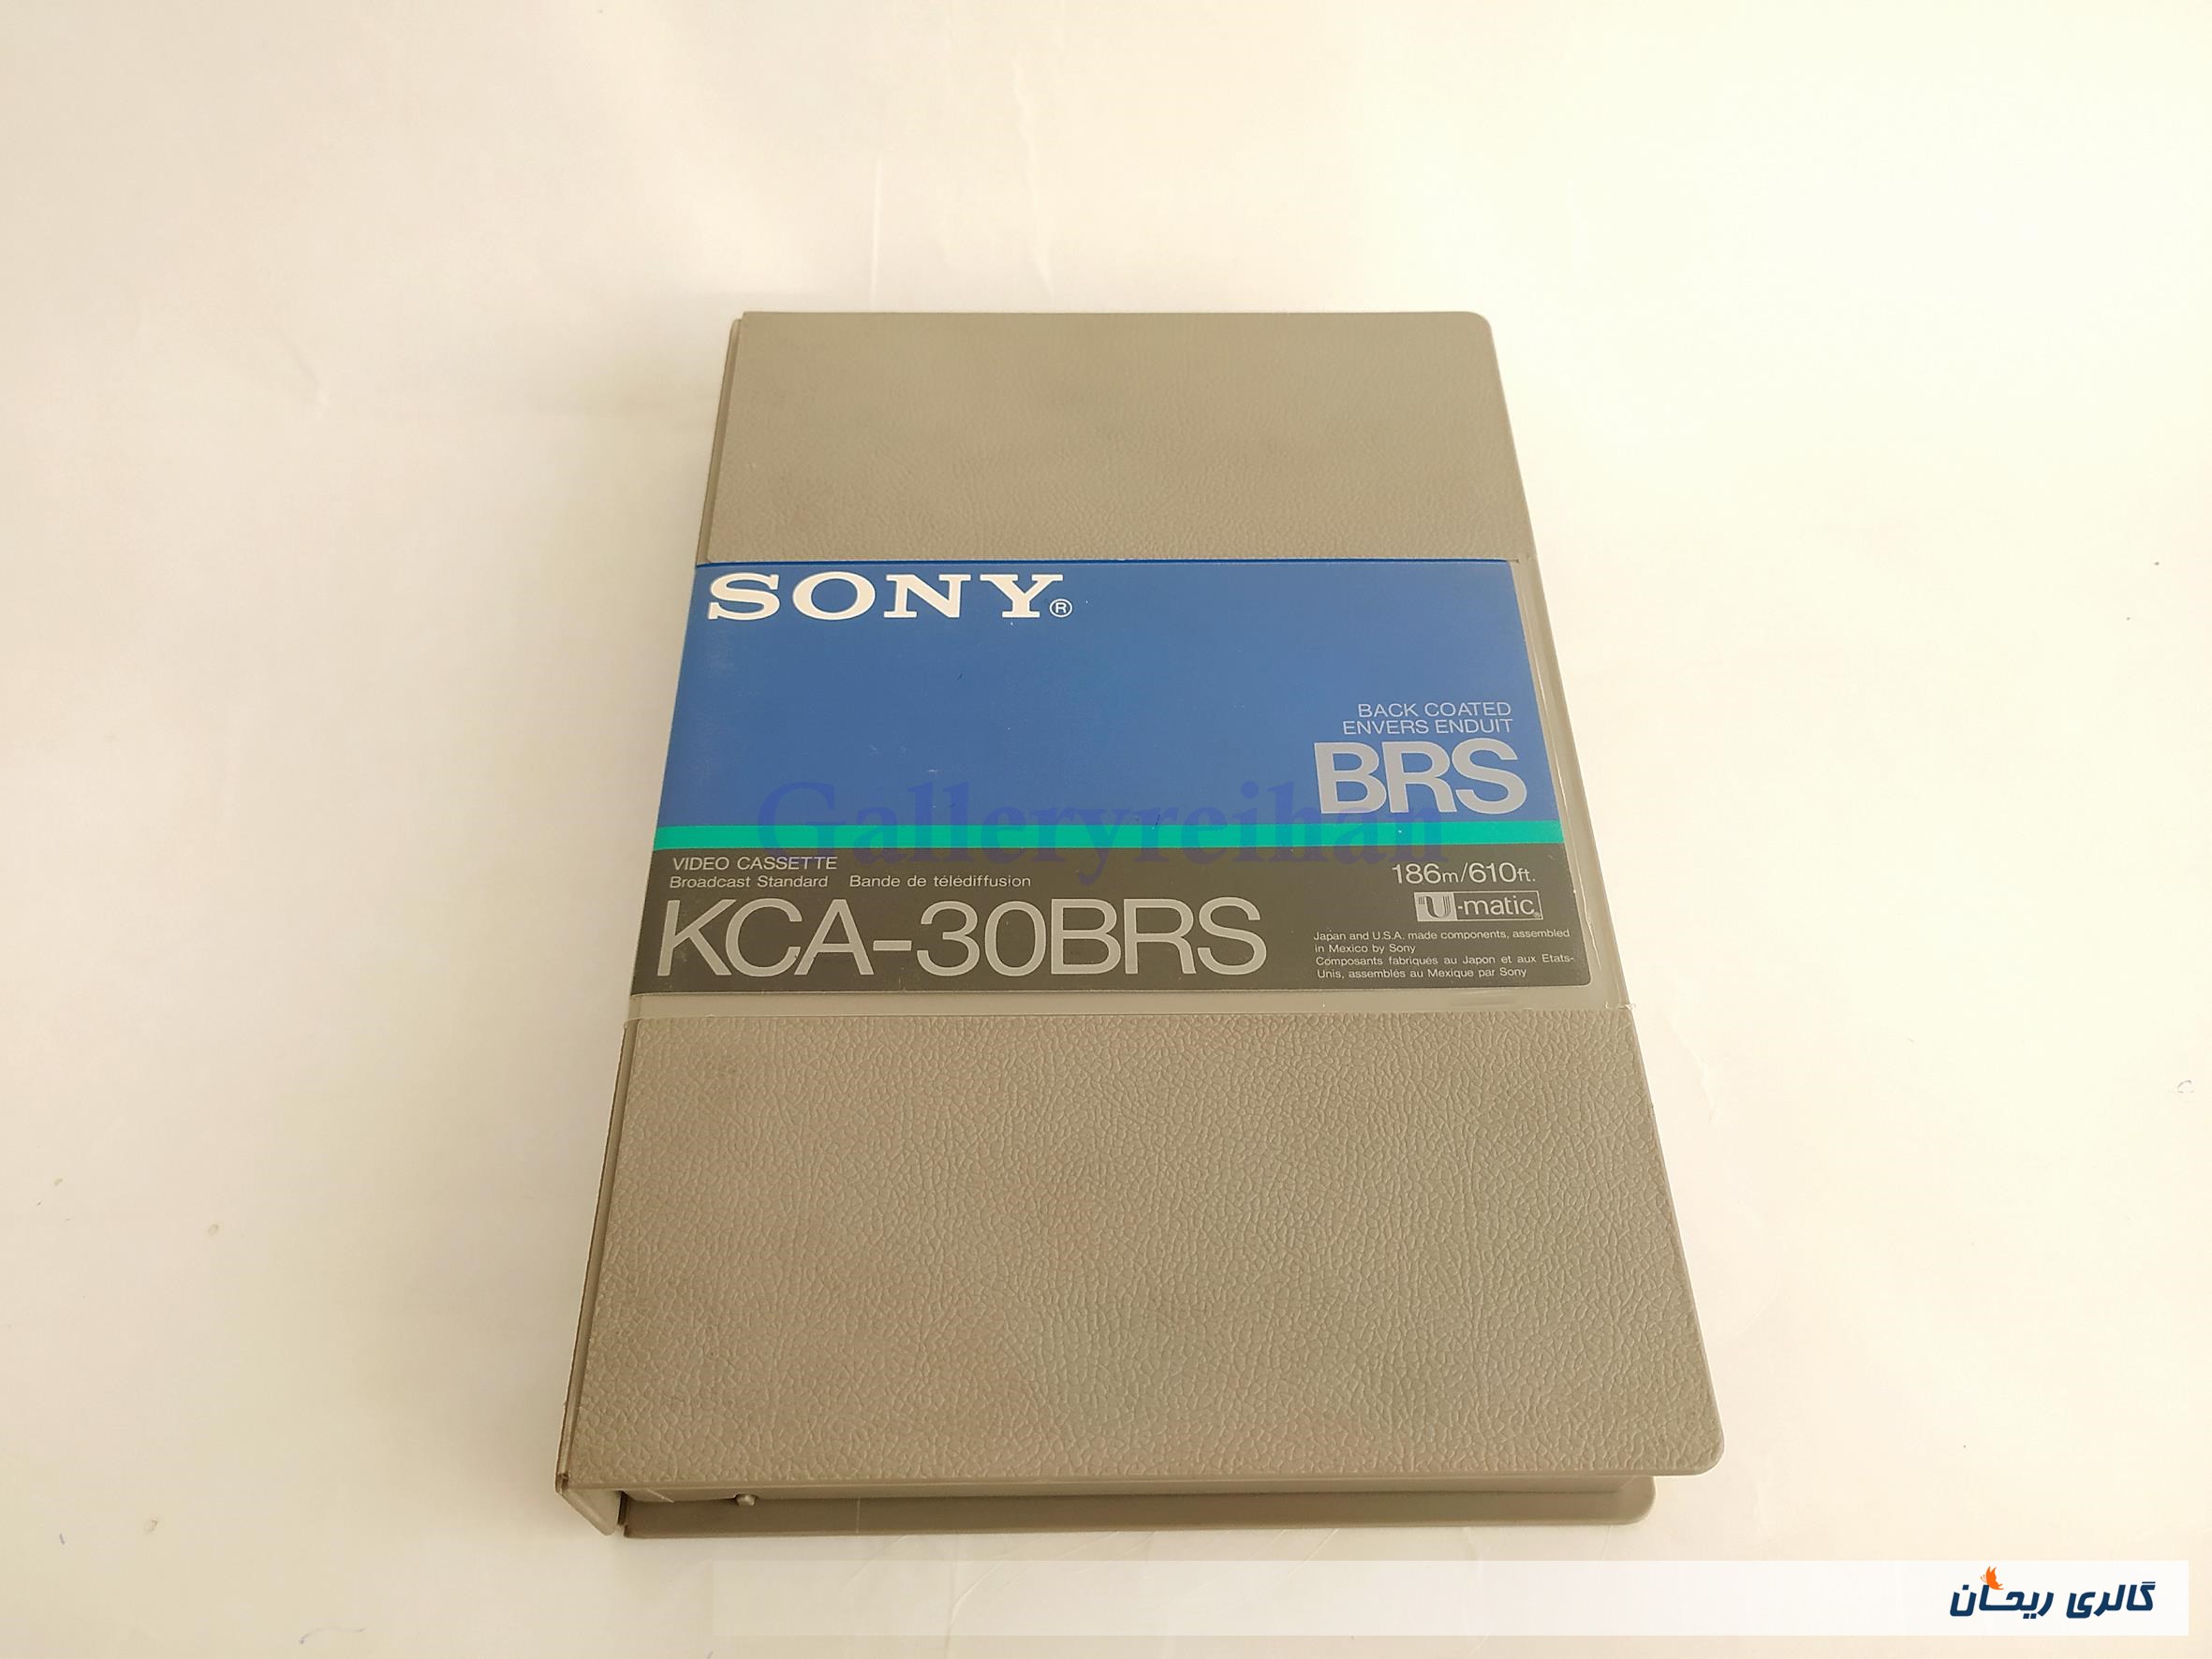 SONY®
BACK COATED
ENVERS ENDUIT
BRS
Galleryreihan
VIDEO CASSETTE
Broadcast Standard Bande de télédiffusion
KCA-30BRS
186m/610ft.
U-matic®
Japan and U.S.A. made components, assembled
in Mexico by Sony
Composants fabriqués au Japon et aux Etats-
Unis, assemblés au Mexique par Sony
گالری ریحان